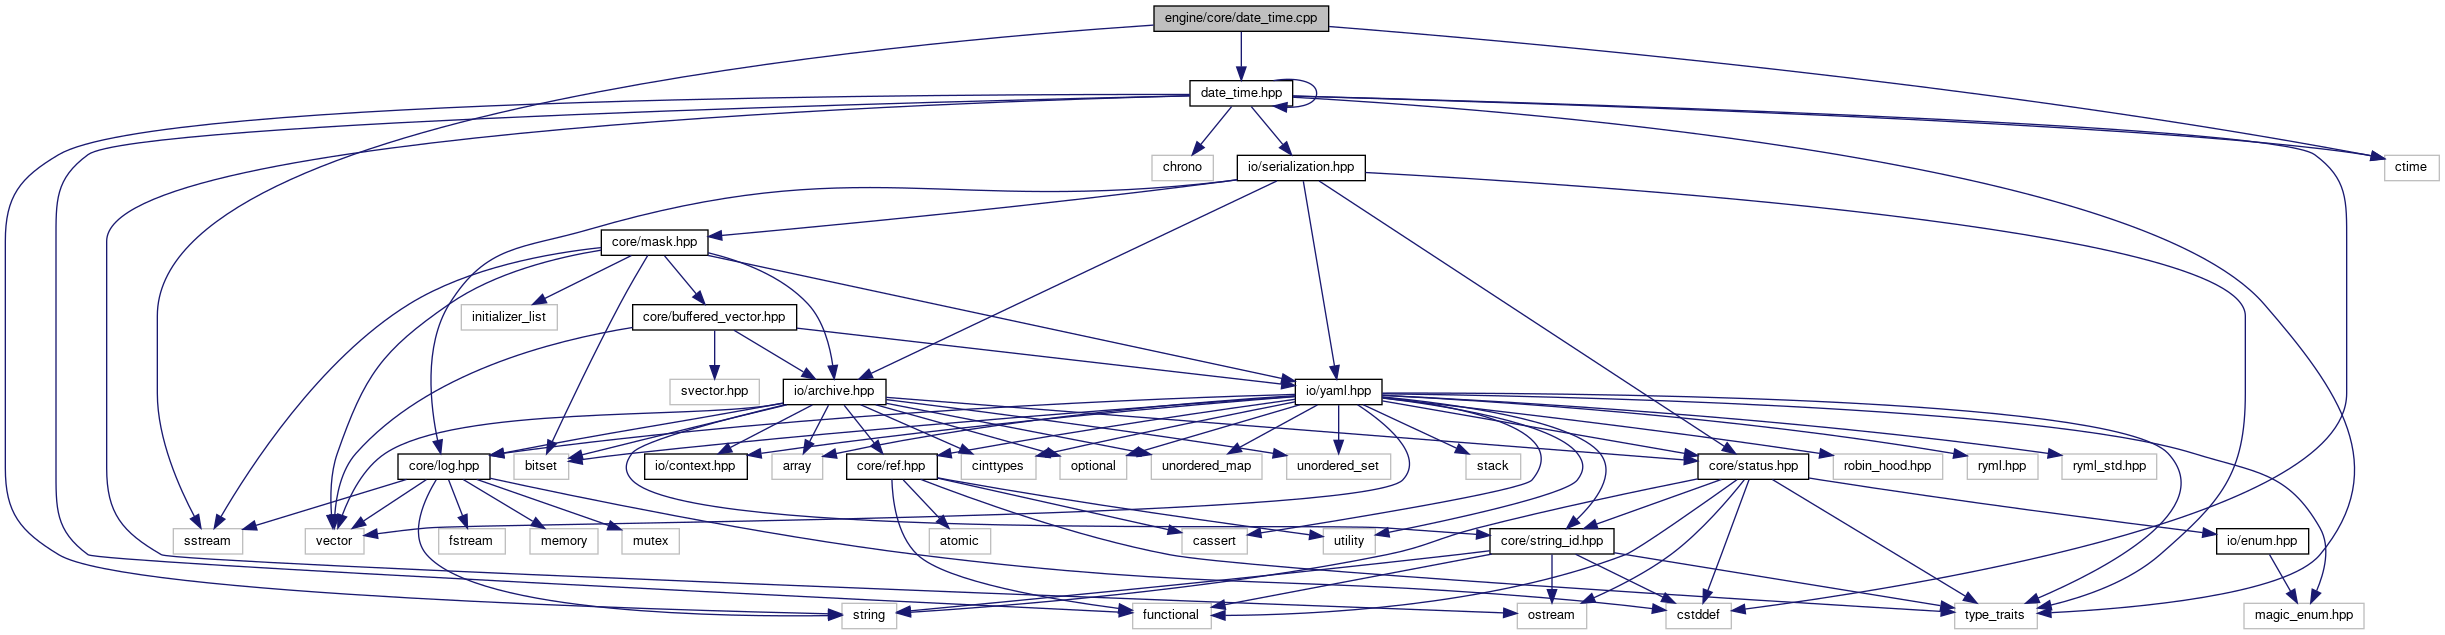 engine/core/date_time.cpp
date_time.hpp
chrono
io/serialization.hpp
ctime
core/mask.hpp
initializer_list
core/buffered_vector.hpp
svector.hpp
io/archive.hpp
io/yaml.hpp
core/log.hpp
bitset
io/context.hpp
array
core/ref.hpp
cinttypes
optional
unordered_map
unordered_set
stack
core/status.hpp
robin_hood.hpp
ryml.hpp
ryml_std.hpp
sstream
vector
fstream
memory
mutex
atomic
cassert
utility
core/string_id.hpp
io/enum.hpp
string
functional
ostream
cstddef
type_traits
magic_enum.hpp